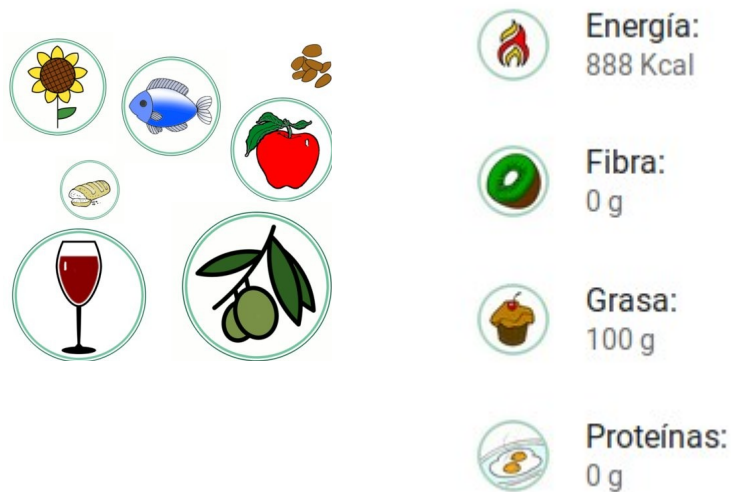 Energía:
888 Kcal
Fibra:
0 g
Grasa:
100 g
Proteínas:
0 g